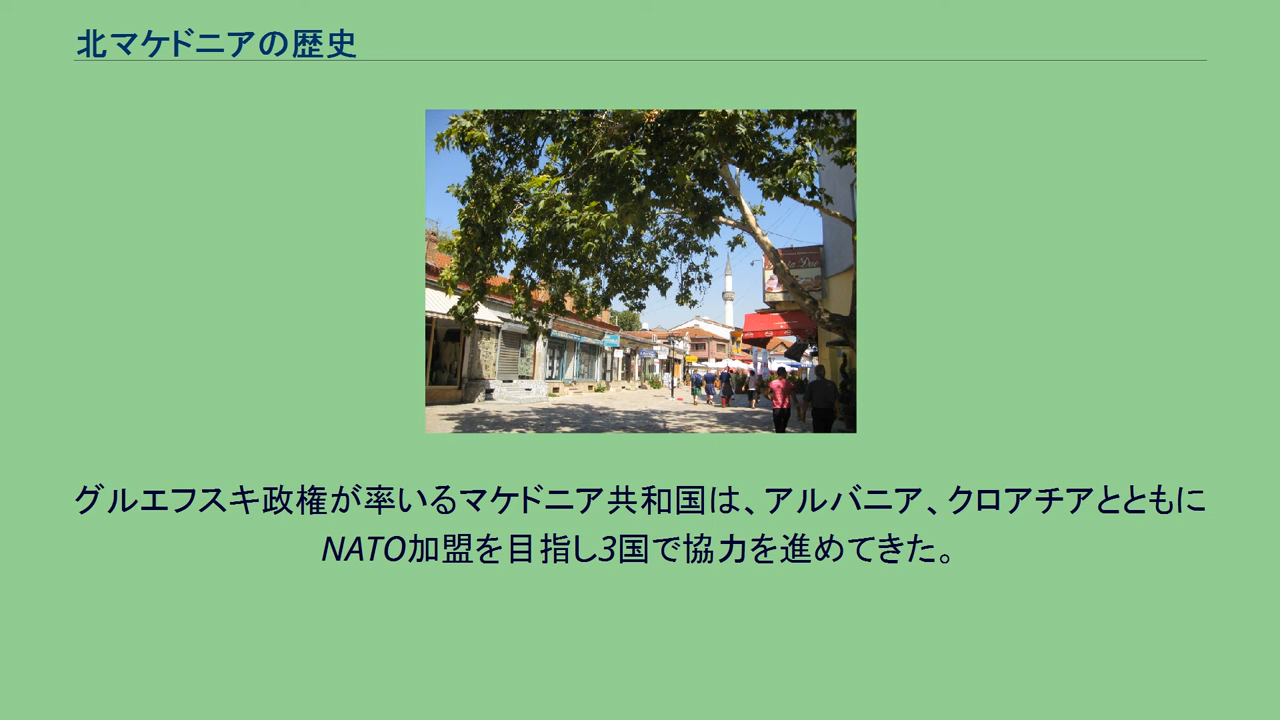 北マケドニアの歴史
グルエフスキ政権が率いるマケドニア共和国は、アルバニア、クロアチアとともに
NATO加盟を目指し3国で協力を進めてきた。